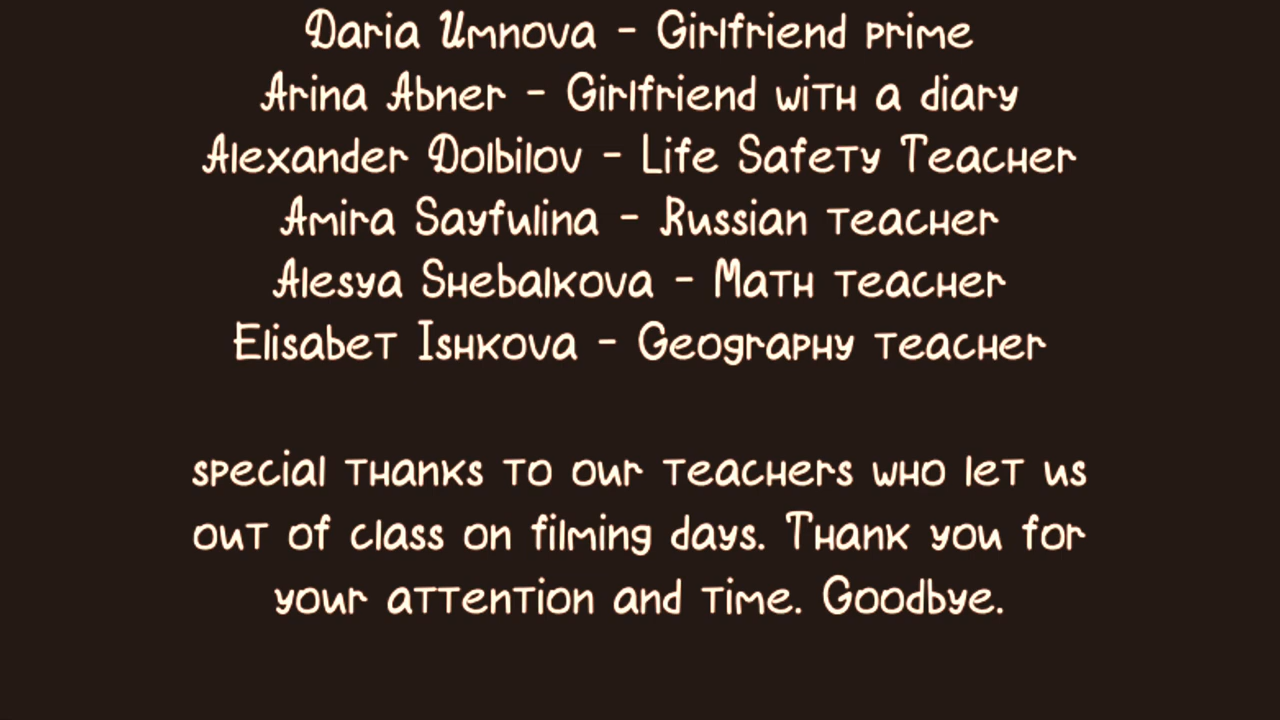 Daria Umnova - Girlfriend prime
Arina Abner - Girlfriend with a diary
Alexander Dolbilov - Life Safety Teacher
Amira Sayfulina - Russian teacher
Alesya Shebalkova - Math teacher
Elisabet Ishkova - Geography teacher
special thanks to our teachers who let us
out of class on filming days. Thank you for
your attention and time. Goodbye.